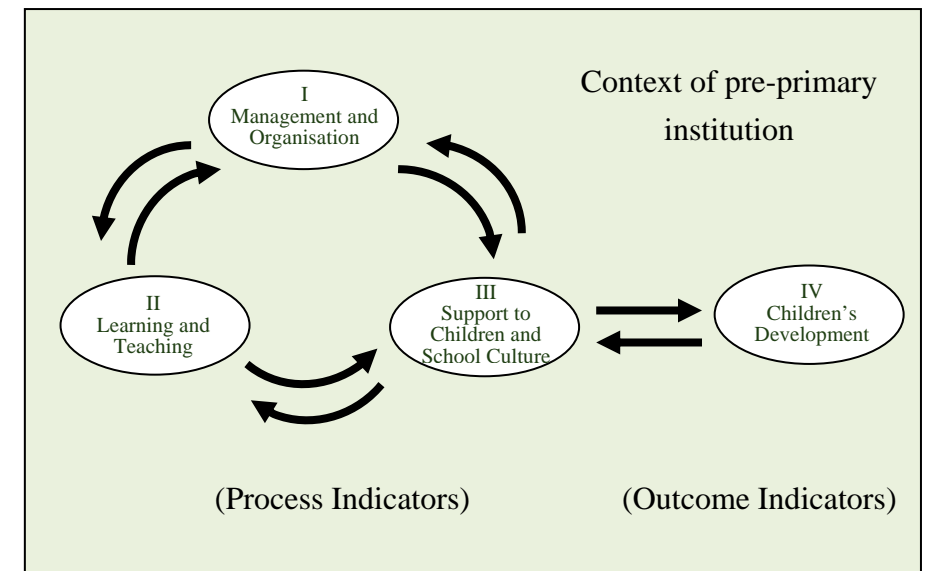 I
Management and
Organisation
Context of pre-primary
institution
II
Learning and
Teaching
III
Support to
Children and
School Culture
IV
Children’s
Development
(Process Indicators)
(Outcome Indicators)